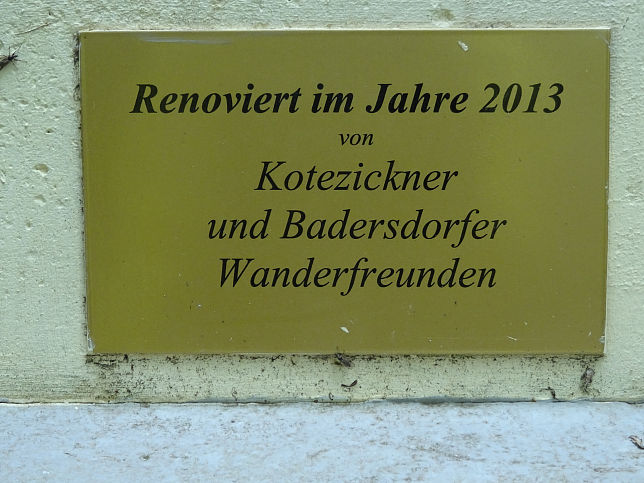 Renoviert im Jahre 2013
von
Kotezickner
und Badersdorfer
Wanderfreunden